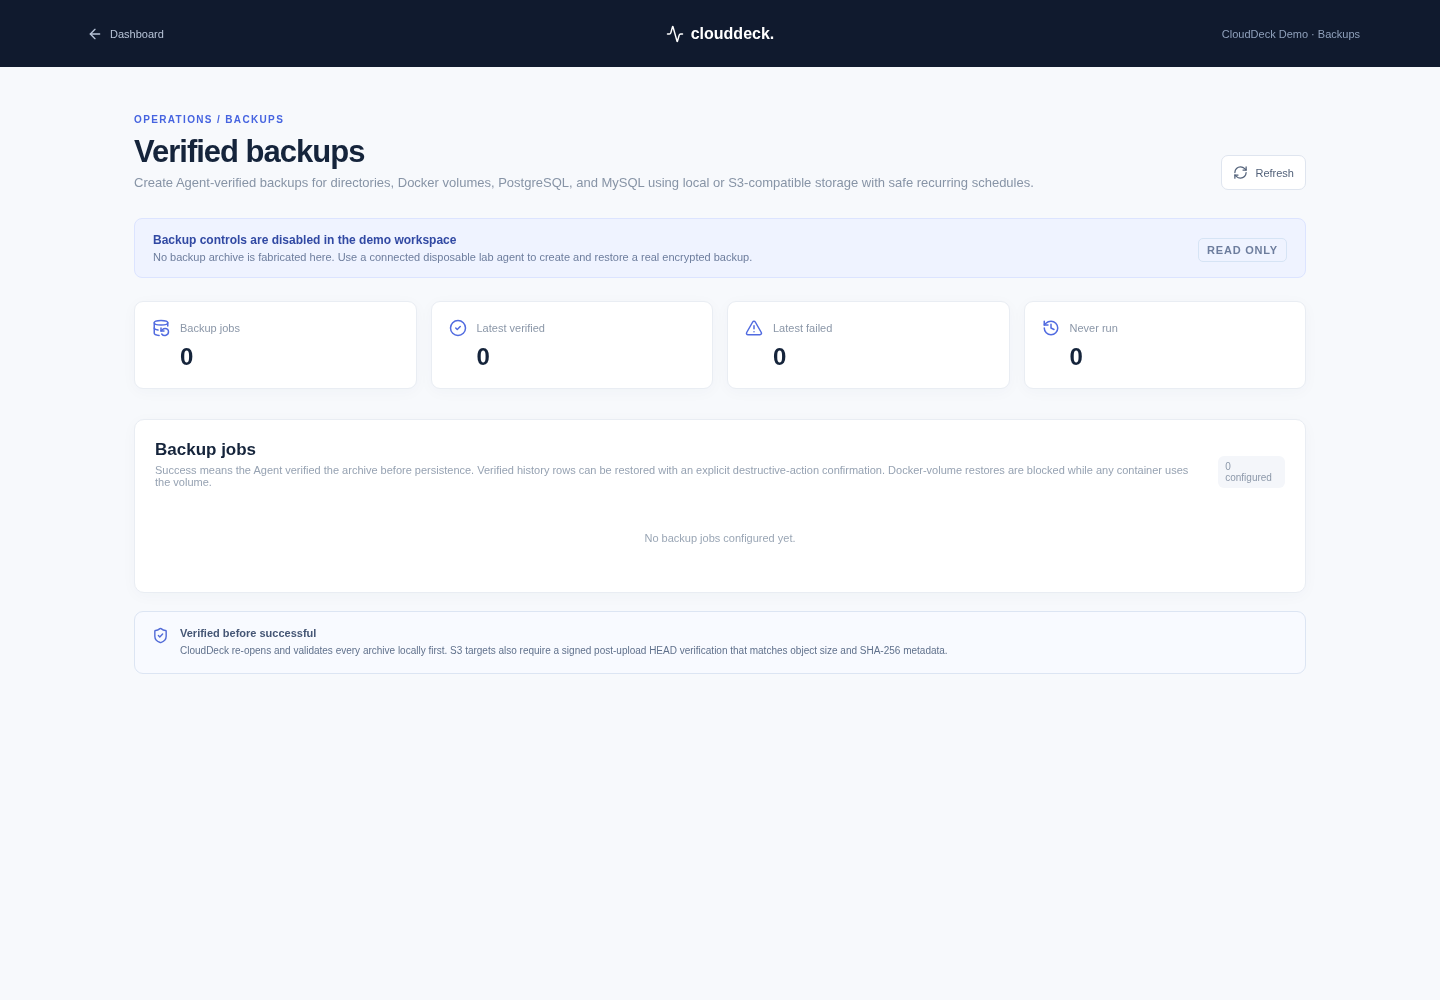 Dashboard
clouddeck.
CloudDeck Demo · Backups
OPERATIONS / BACKUPS
Verified backups
Create Agent-verified backups for directories, Docker volumes, PostgreSQL, and MySQL using local or S3-compatible storage with safe recurring schedules.
Refresh
Backup controls are disabled in the demo workspace
No backup archive is fabricated here. Use a connected disposable lab agent to create and restore a real encrypted backup.
READ ONLY
Backup jobs
0
Latest verified
0
Latest failed
0
Never run
0
Backup jobs
Success means the Agent verified the archive before persistence. Verified history rows can be restored with an explicit destructive-action confirmation. Docker-volume restores are blocked while any container uses
the volume.
0
configured
No backup jobs configured yet.
Verified before successful
CloudDeck re-opens and validates every archive locally first. S3 targets also require a signed post-upload HEAD verification that matches object size and SHA-256 metadata.